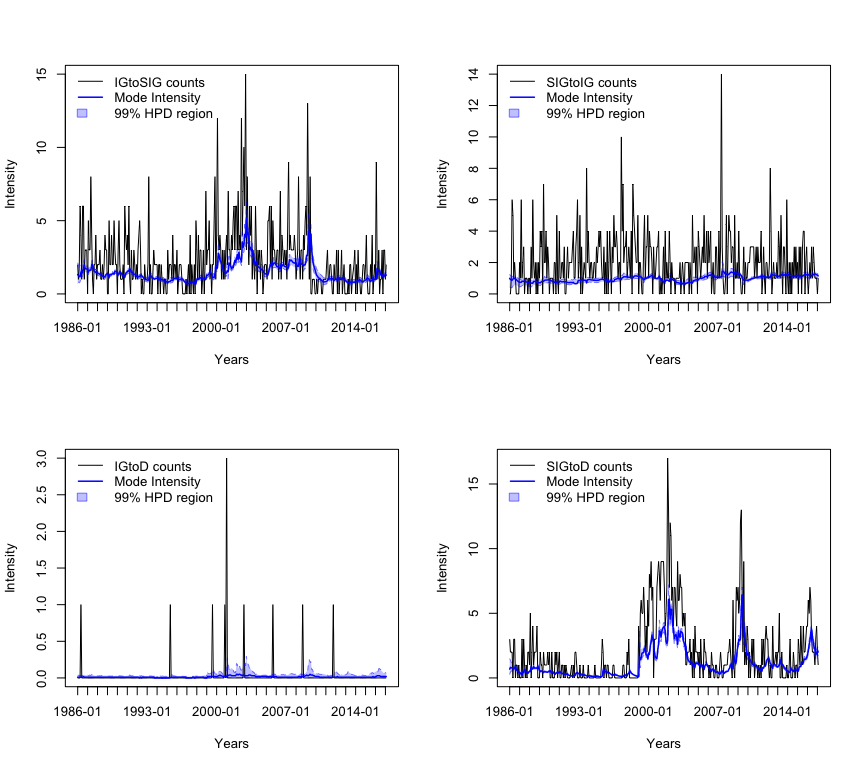 IGtoSIG counts
Mode Intensity
99% HPD region
Intensity
15
10
5
0
1986-01 1993-01 2000-01 2007-01 2014-01
Years
SIGtoIG counts
Mode Intensity
99% HPD region
Intensity
14
12
10
8
6
4
2
0
1986-01 1993-01 2000-01 2007-01 2014-01
Years
IGtoD counts
Mode Intensity
99% HPD region
Intensity
3.0
2.5
2.0
1.5
1.0
0.5
0.0
1986-01 1993-01 2000-01 2007-01 2014-01
Years
SIGtoD counts
Mode Intensity
99% HPD region
Intensity
15
10
5
0
1986-01 1993-01 2000-01 2007-01 2014-01
Years